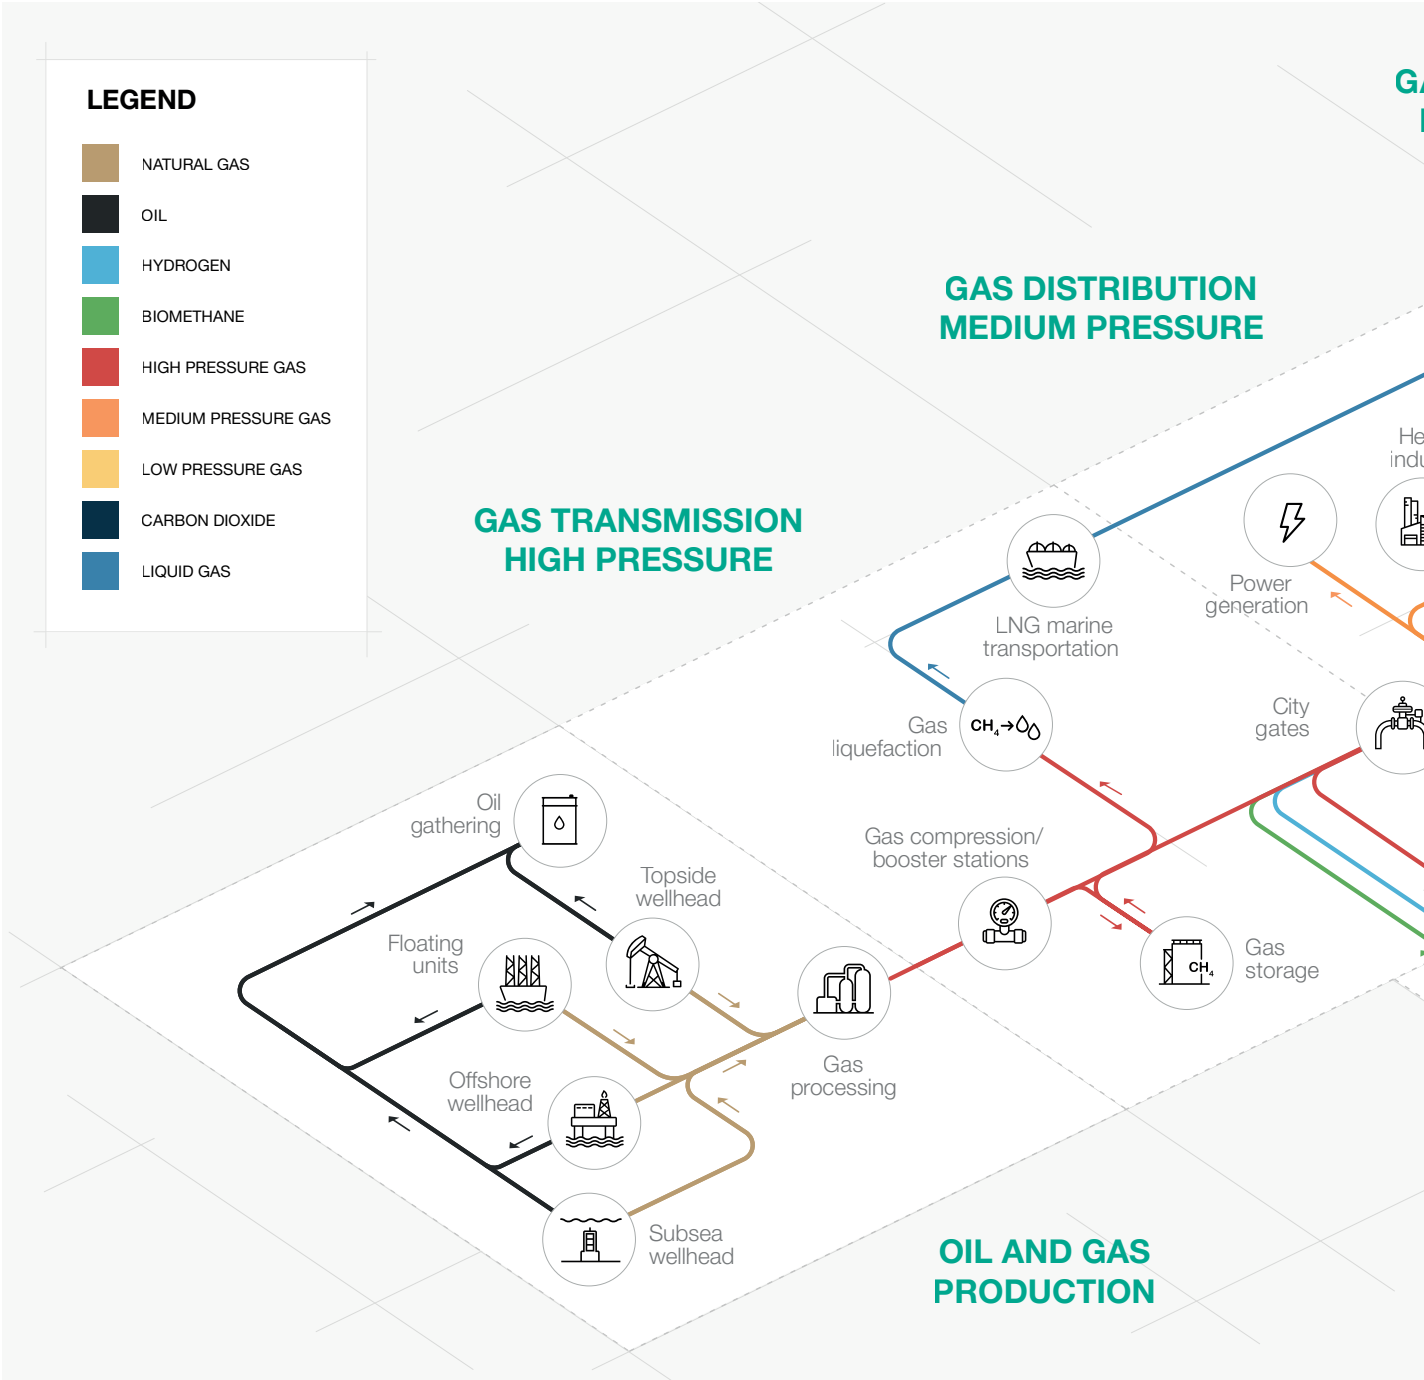 LEGEND
NATURAL GAS
OIL
HYDROGEN
BIOMETHANE
HIGH PRESSURE GAS
MEDIUM PRESSURE GAS
LOW PRESSURE GAS
CARBON DIOXIDE
LIQUID GAS
GAS DISTRIBUTION
MEDIUM PRESSURE
GAS TRANSMISSION
HIGH PRESSURE
Power
generation
LNG marine
transportation
City
gates
Gas
liquefaction
CH₄→
Oil
gathering
Gas compression/
booster stations
Topside
wellhead
Floating
units
Gas
storage
CH₄
Gas
processing
Offshore
wellhead
Subsea
wellhead
OIL AND GAS
PRODUCTION